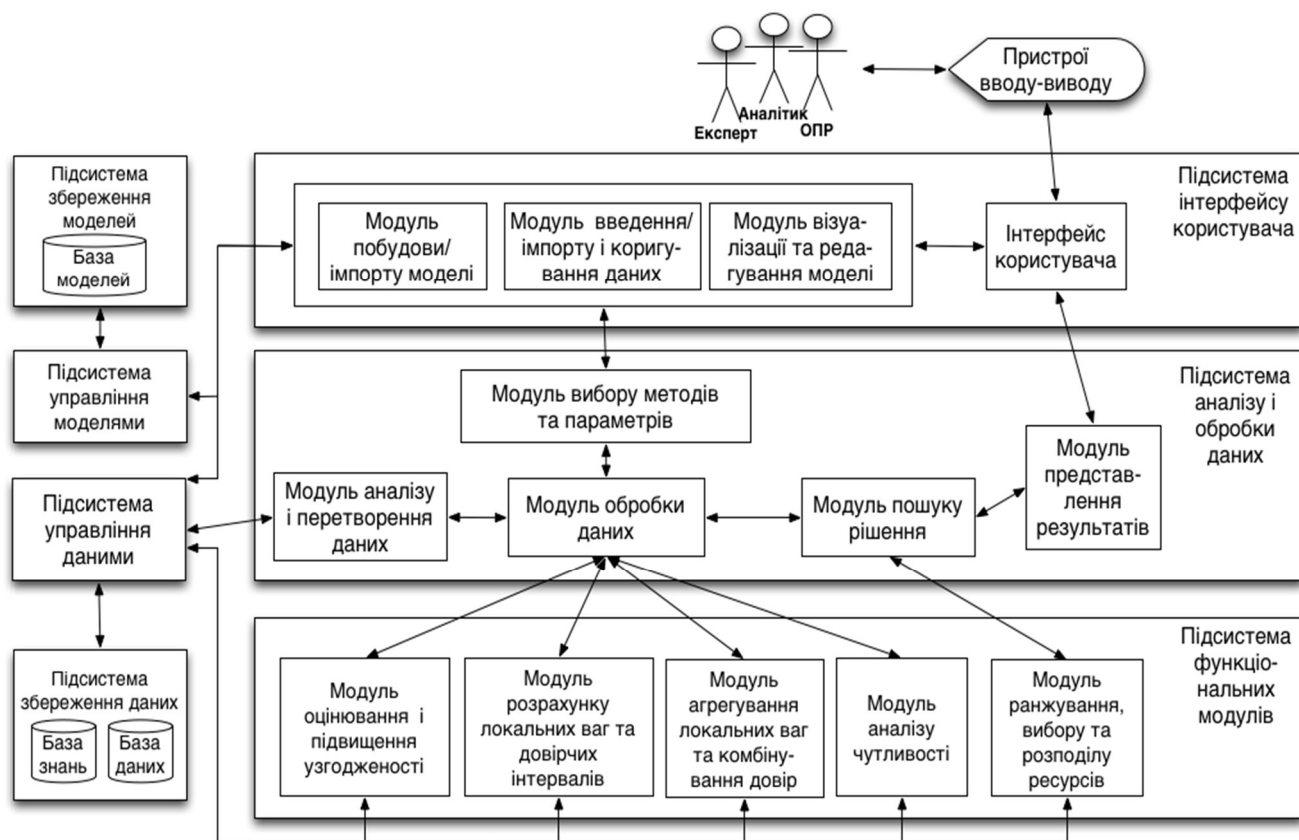 Експерт
Аналітик
ОПР
Пристрої
вводу-виводу
Підсистема
збереження
моделей
База
моделей
Підсистема
управління
моделями
Підсистема
управління
даними
Підсистема
збереження даних
База
знань
База
даних
Підсистема
інтерфейсу
користувача
Модуль
побудови/
імпорту моделі
Модуль введення/
імпорту і коригу-
вання даних
Модуль візуа-
лізації та реда-
гування моделі
Інтерфейс
користувача
Підсистема
аналізу і
обробки
даних
Модуль вибору методів
та параметрів
Модуль аналізу
і перетворення
даних
Модуль обробки
даних
Модуль пошуку
рішення
Модуль
представ-
лення
результатів
Підсистема
функціо-
нальних
модулів
Модуль
оцінювання і
підвищення
узгодженості
Модуль
розрахунку
локальних ваг та
довірчих
інтервалів
Модуль
агрегування
локальних ваг
та комбіну-
вання довір
Модуль
аналізу
чутливості
Модуль
ранжування,
вибору та
розподілу
ресурсів